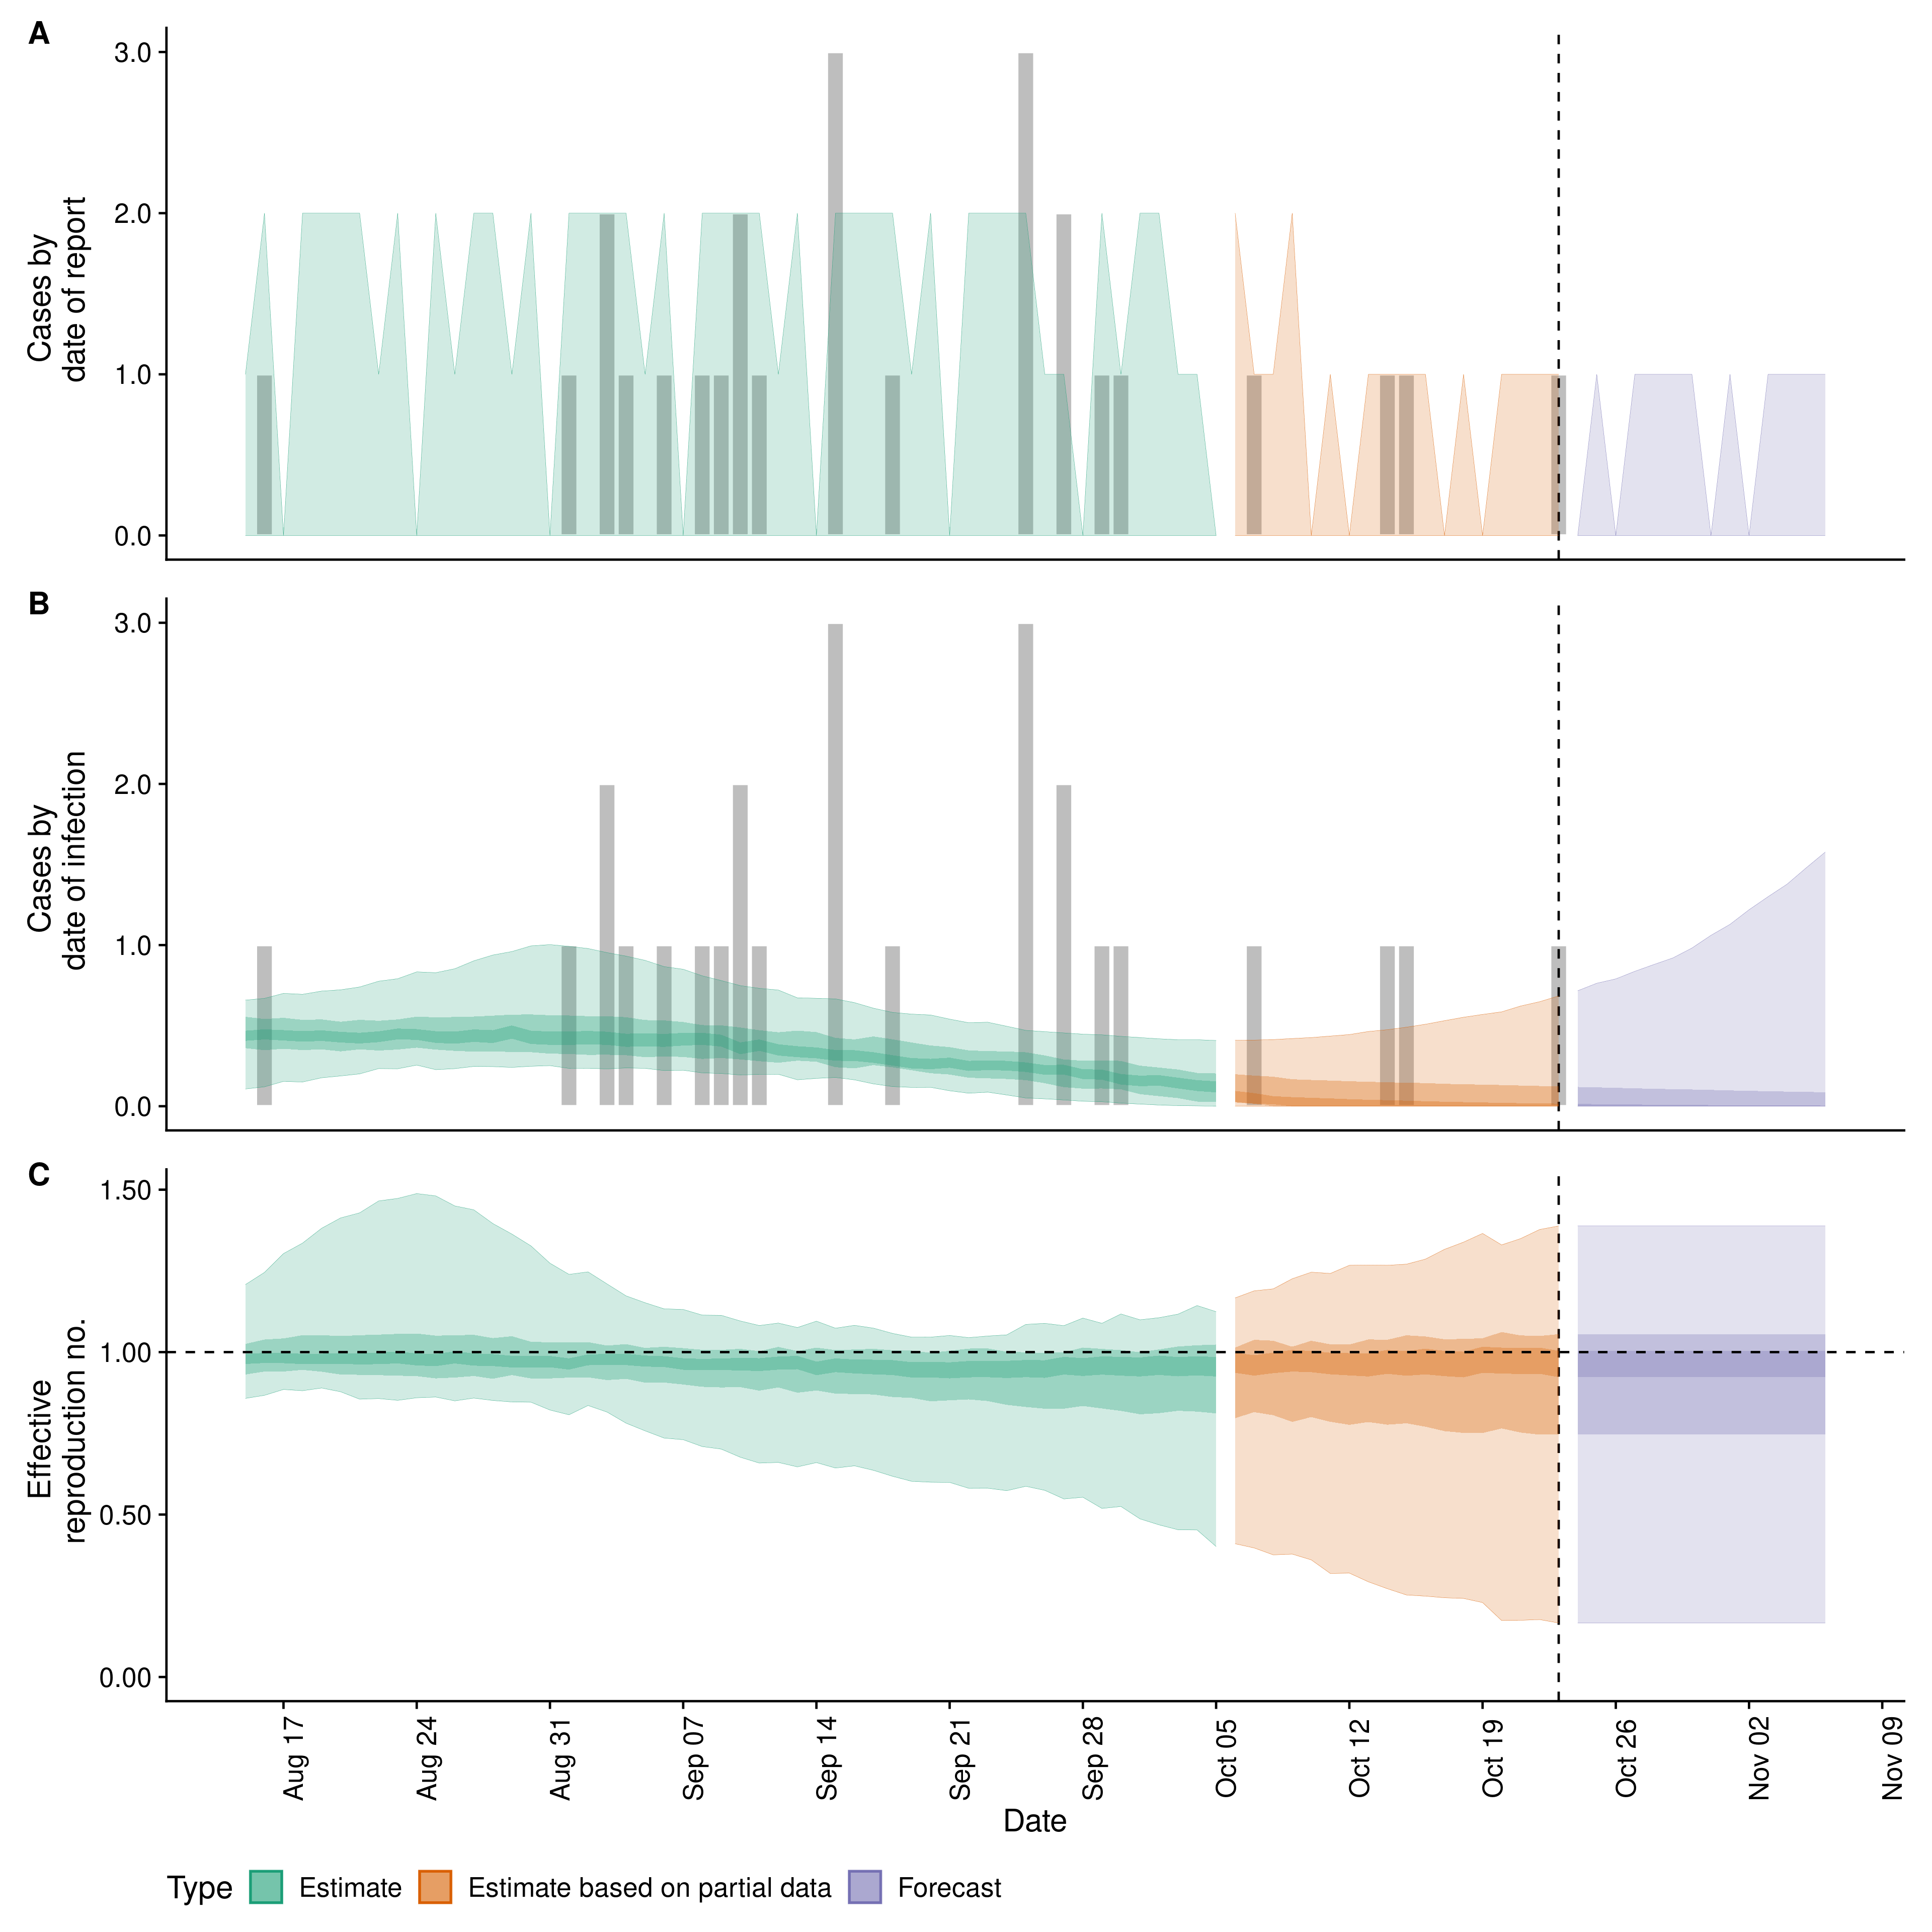 A
3.0
2.0
1.0
0.0
Cases by
date of report
B
3.0
2.0
1.0
0.0
Cases by
date of infection
C
1.50
1.00
0.50
0.00
Effective
reproduction no.
Aug 17
Aug 24
Aug 31
Sep 07
Sep 14
Sep 21
Sep 28
Oct 05
Oct 12
Oct 19
Oct 26
Nov 02
Nov 09
Date
Type Estimate Estimate based on partial data Forecast